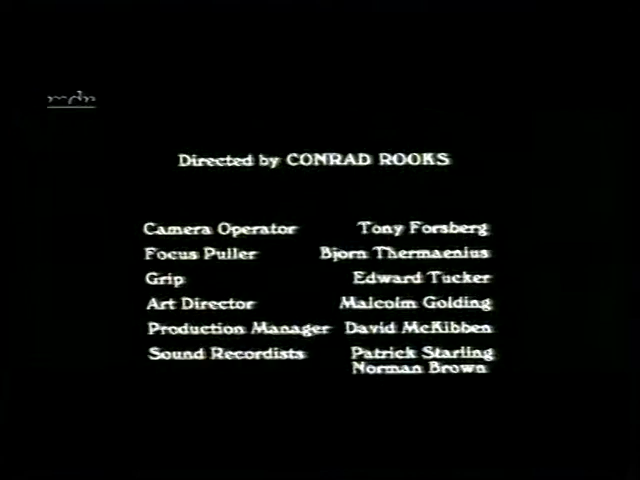 mdr
Directed by CONRAD ROOKS
Camera Operator Tony Forsberg
Focus Puller Bjorn Thermaenius
Grip Edward Tucker
Art Director Malcolm Golding
Production Manager David McKibben
Sound Recordists Patrick Starling
Norman Brown